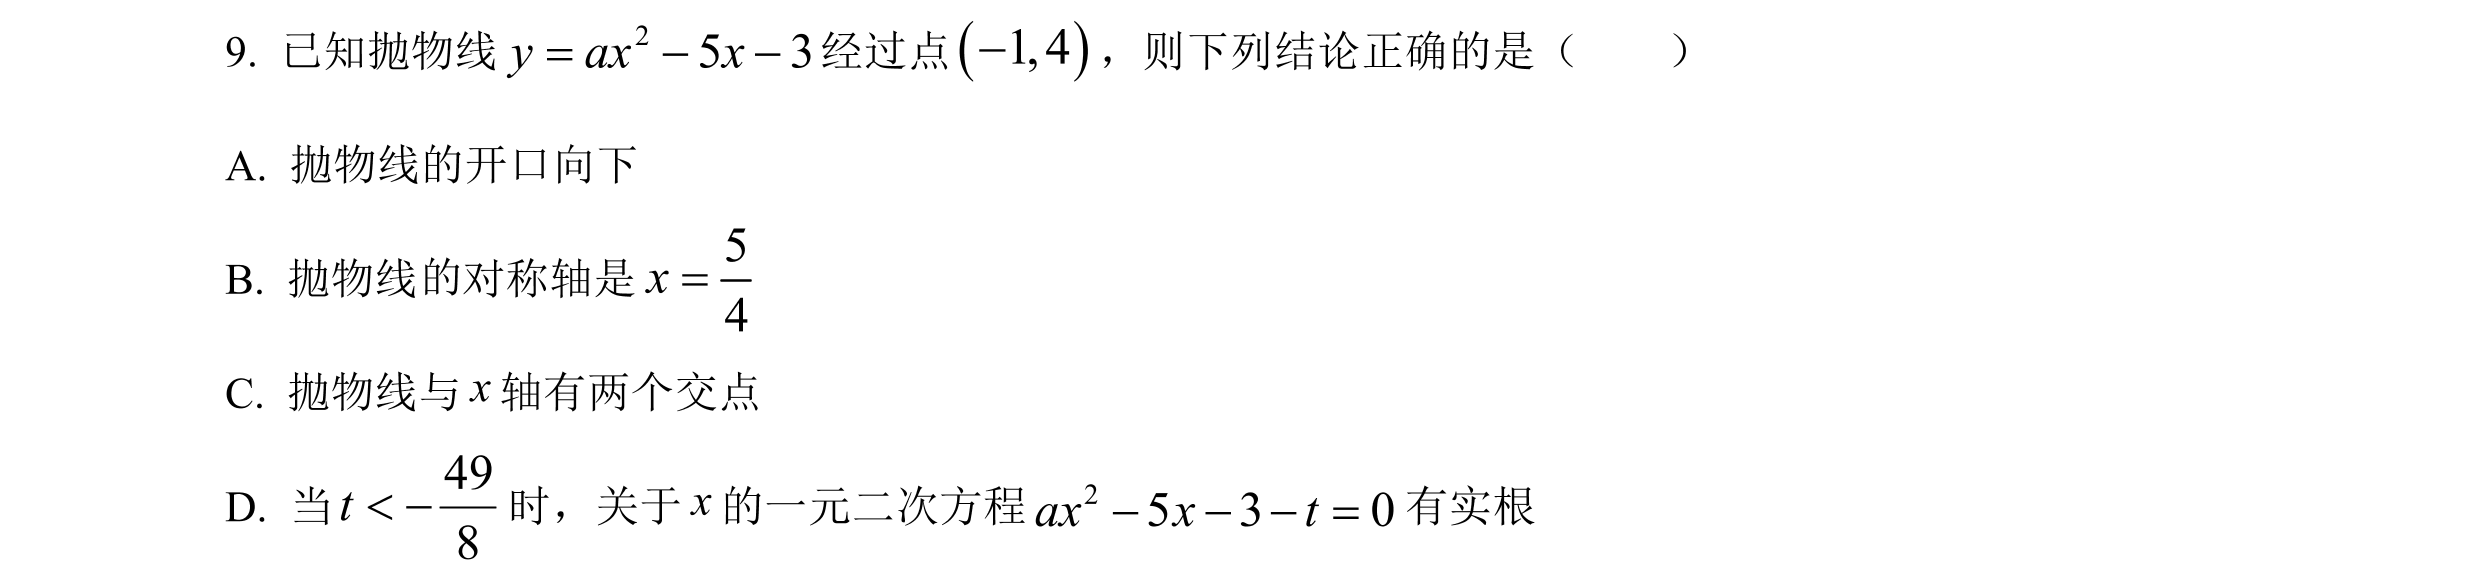 9. 已知抛物线 $y = ax^2 - 5x - 3$ 经过点 $(-1, 4)$，则下列结论正确的是（　　）
A. 抛物线的开口向下
B. 抛物线的对称轴是 $x = \frac{5}{4}$
C. 抛物线与 $x$ 轴有两个交点
D. 当 $t < -\frac{49}{8}$ 时，关于 $x$ 的一元二次方程 $ax^2 - 5x - 3 - t = 0$ 有实根